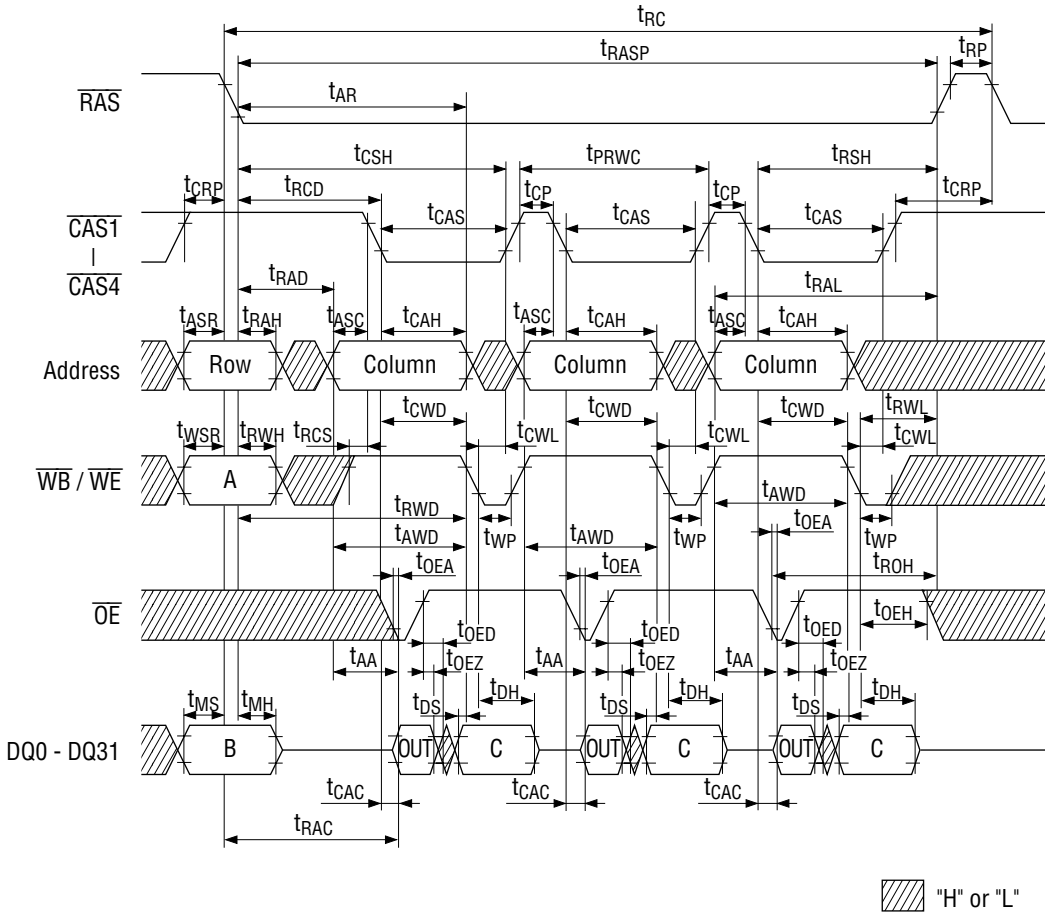 tRC
tRASP
tRP
tAR
RAS
tCSH
tPRWC
tRSH
tCRP
tRCD
tCP
tCP
tCRP
tCAS
tCAS
tCAS
CAS1
|
CAS4
tRAD
tRAL
tASR
tRAH
tASC
tCAH
tASC
tCAH
tASC
tCAH
Address
Row
Column
Column
Column
tCWD
tCWD
tCWD
tRWL
tWSR
tRWH
tRCS
tCWL
tCWL
tCWL
WB / WE
A
tRWD
tAWD
tAWD
tWP
tAWD
tWP
tWP
tOEA
tOEA
tOEA
tROH
OE
tOEH
tOED
tOED
tOED
tAA
tOEZ
tAA
tOEZ
tAA
tOEZ
tMS
tMH
tDS
tDH
tDS
tDH
tDS
tDH
DQ0 - DQ31
B
OUT
C
OUT
C
OUT
C
tCAC
tCAC
tCAC
tRAC
"H" or "L"